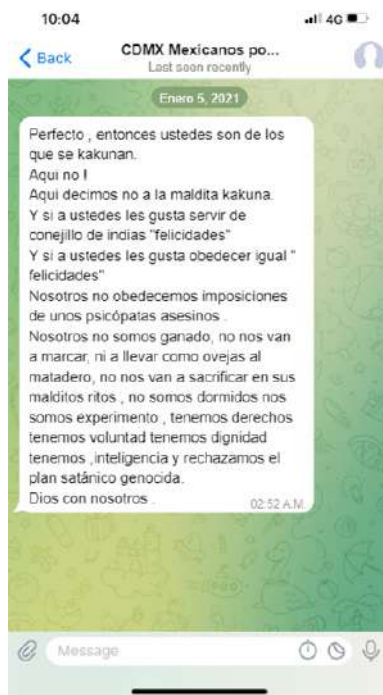 10:04
4G
Back
CDMX Mexicanos po...
Last seen recently
Enero 5, 2021
Perfecto , entonces ustedes son de los
que se kakunan.
Aqui no !
Aqui decimos no a la maldita kakuna.
Y si a ustedes les gusta servir de
conejillo de indias "felicidades"
Y si a ustedes les gusta obedecer igual "
felicidades"
Nosotros no obedecemos imposiciones
de unos psicópatas asesinos .
Nosotros no somos ganado, no nos van
a marcar, ni a llevar como ovejas al
matadero, no nos van a sacrificar en sus
malditos ritos , no somos dormidos nos
somos experimento , tenemos derechos
tenemos voluntad tenemos dignidad
tenemos ,inteligencia y rechazamos el
plan satánico genocida.
Dios con nosotros .
02:52 A.M.
Message